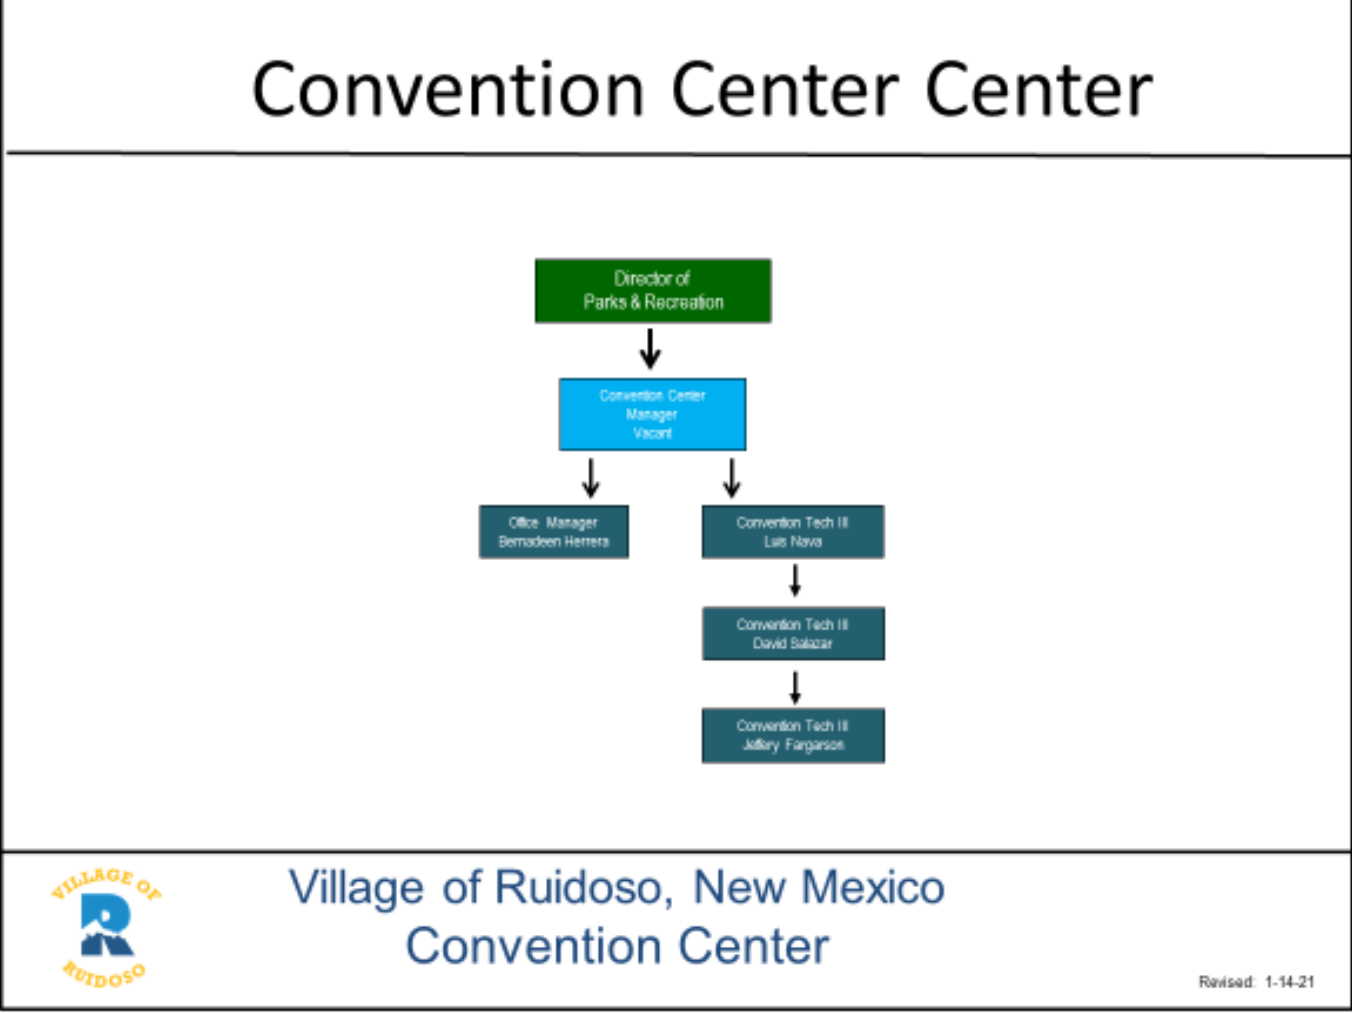 Convention Center Center
Director of
Parks & Recreation
Convention Center
Manager
Vacant
Office Manager
Bernadeen Herrera
Convention Tech III
Luis Nava
Convention Tech III
David Salazar
Convention Tech III
Jeffery Fargarson
VILLAGE OF
R
RUIDOSO
Village of Ruidoso, New Mexico
Convention Center
Revised: 1-14-21